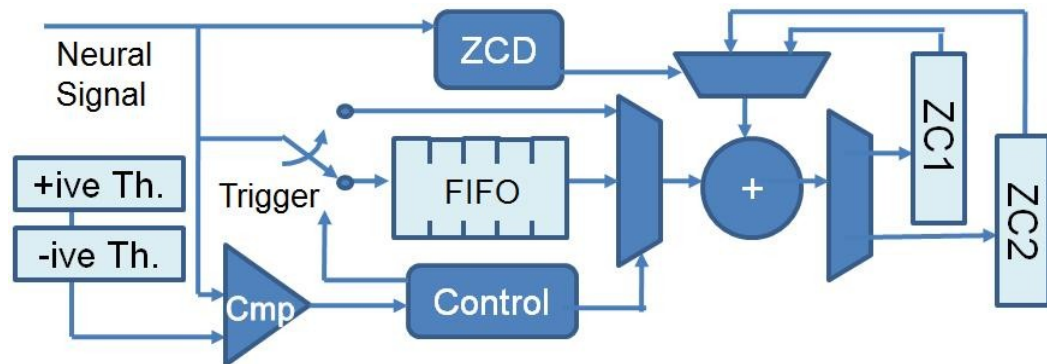 Neural
Signal
ZCD
+ive Th.
-ive Th.
Trigger
FIFO
Cmp
Control
+
ZC1
ZC2